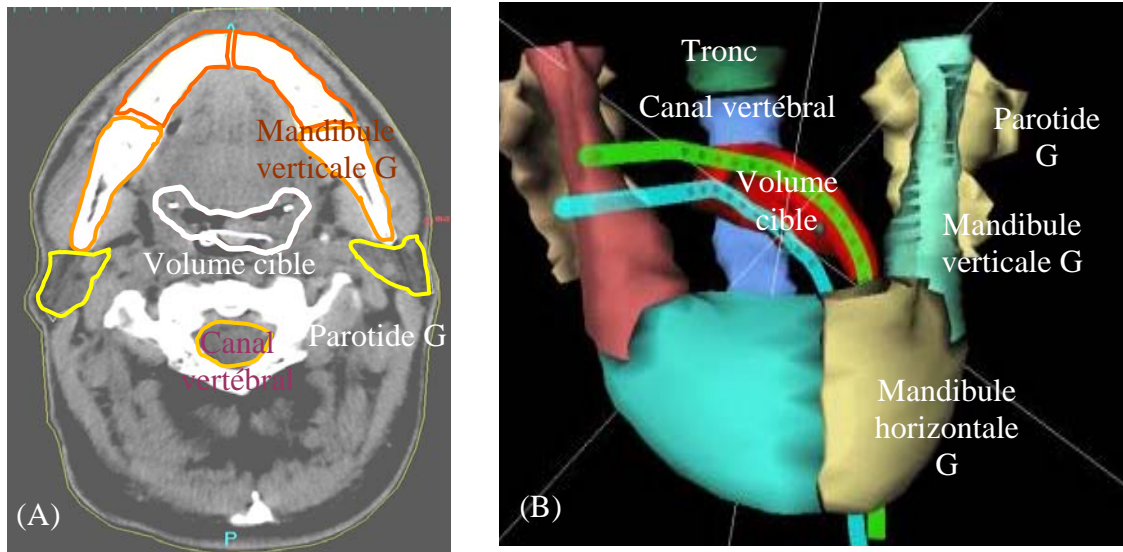 A
Mandibule
verticale G
Volume cible
Parotide G
Canal
vertébral
P
(A)
Tronc
Canal vertébral
Parotide
G
Volume
cible
Mandibule
verticale G
Mandibule
horizontale
G
(B)